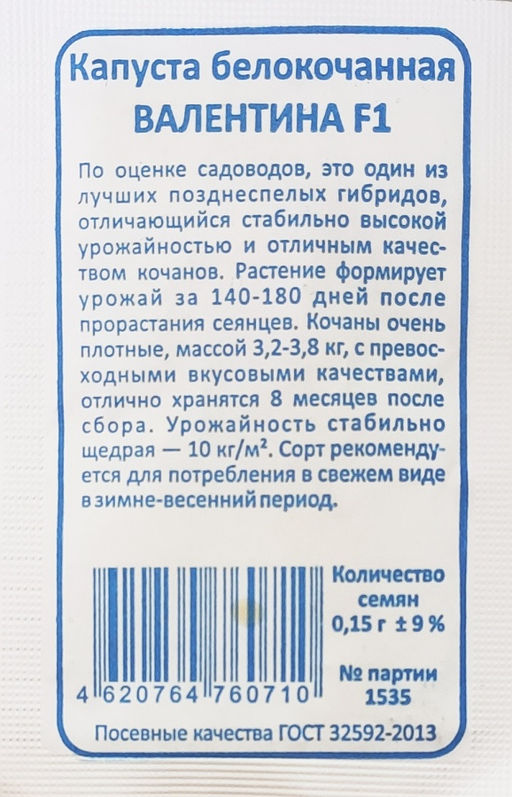 Капуста белокочанная
ВАЛЕНТИНА F1
По оценке садоводов, это один из
лучших позднеспелых гибридов,
отличающийся стабильно высокой
урожайностью и отличным качес-
твом кочанов. Растение формирует
урожай за 140-180 дней после
прорастания сеянцев. Кочаны очень
плотные, массой 3,2-3,8 кг, с превос-
ходными вкусовыми качествами,
отлично хранятся 8 месяцев после
сбора. Урожайность стабильно
щедрая — 10 кг/м². Сорт рекоменду-
ется для потребления в свежем виде
в зимне-весенний период.
Количество
семян
0,15 г ± 9 %
№ партии
1535
4 620764 760710
Посевные качества ГОСТ 32592-2013